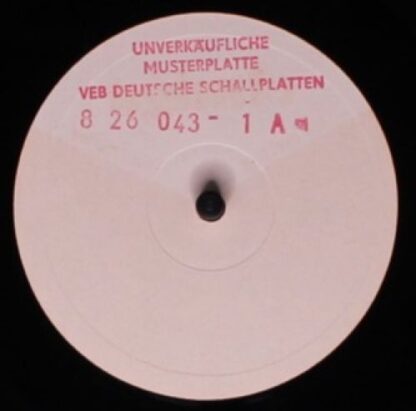 UNVERKÄUFLICHE
MUSTERPLATTE
VEB DEUTSCHE SCHALLPLATTEN
8 26 043- 1 A